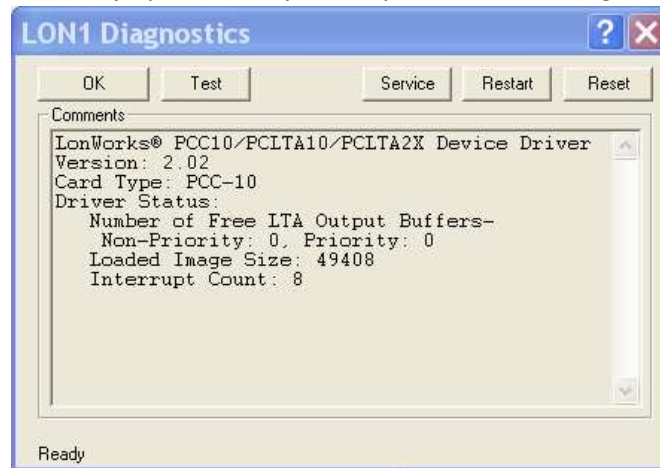 LON1 Diagnostics
OK Test Service Restart Reset
Comments
LonWorks® PCC10/PCLTA10/PCLTA2X Device Driver
Version: 2.02
Card Type: PCC-10
Driver Status:
Number of Free LTA Output Buffers-
Non-Priority: 0, Priority: 0
Loaded Image Size: 49408
Interrupt Count: 8
Ready